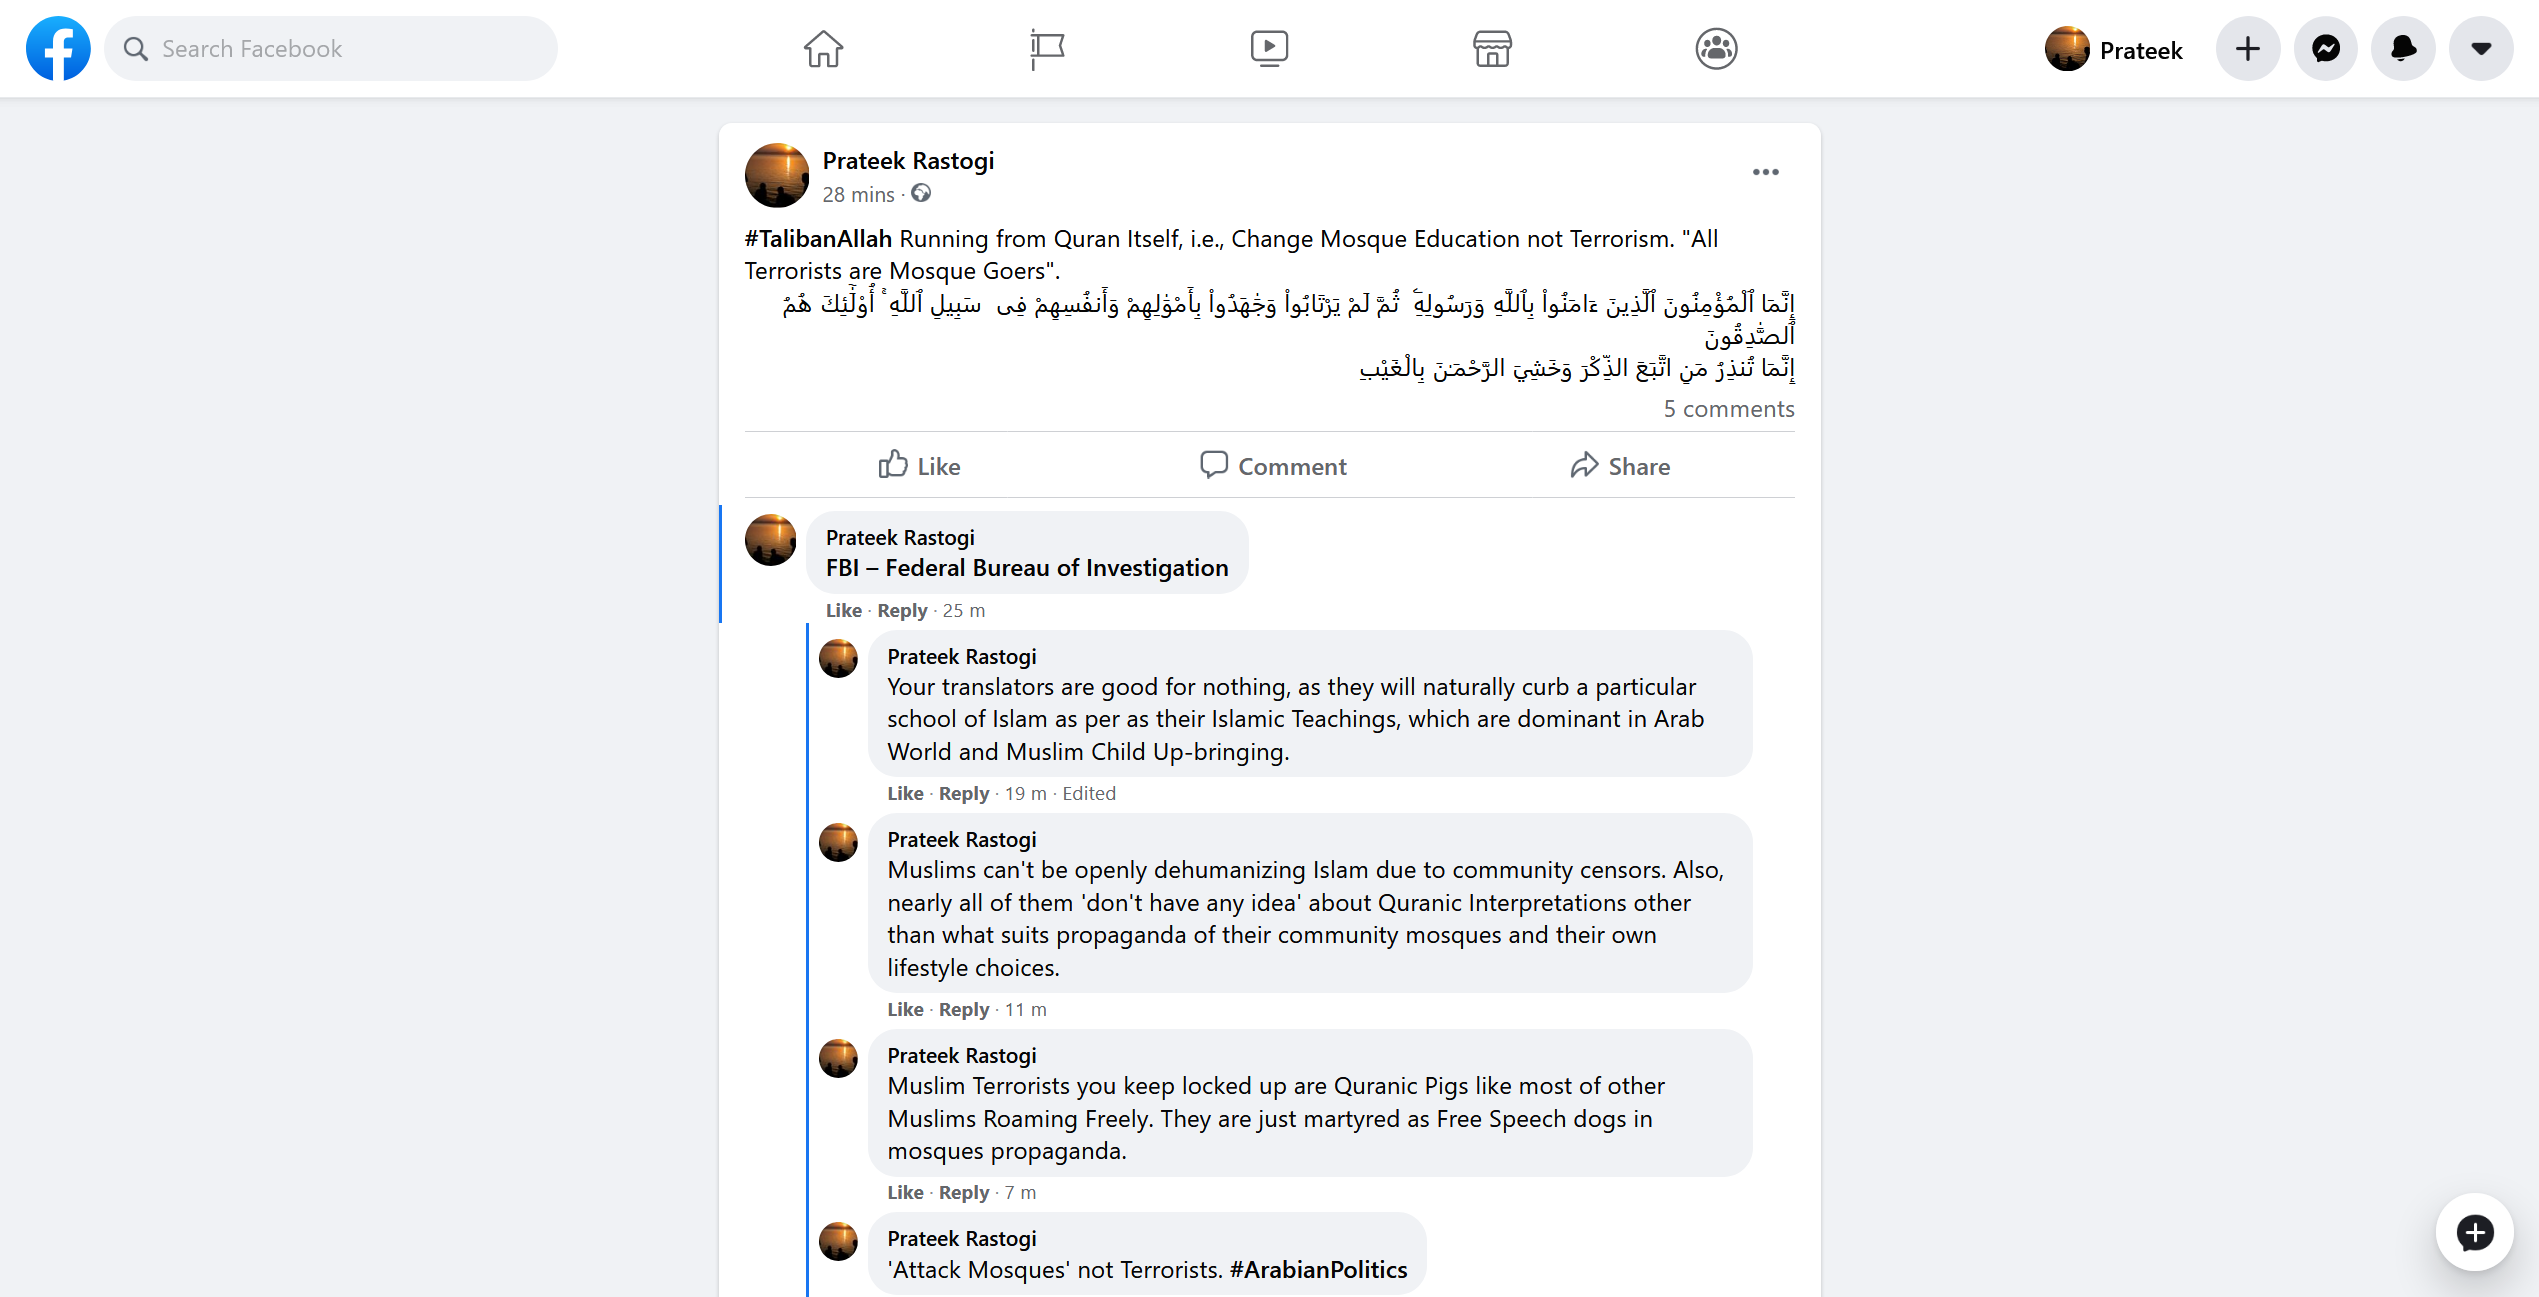 Search Facebook
Prateek
Prateek Rastogi
28 mins ·
#TalibanAllah Running from Quran Itself, i.e., Change Mosque Education not Terrorism. "All
Terrorists are Mosque Goers".
إِنَّمَا ٱلْمُؤْمِنُونَ ٱلَّذِينَ ءَامَنُوا۟ بِٱللَّهِ وَرَسُولِهِۦ ثُمَّ لَمْ يَرْتَابُوا۟ وَجَٰهَدُوا۟ بِأَمْوَٰلِهِمْ وَأَنفُسِهِمْ فِى سَبِيلِ ٱللَّهِ ۚ أُو۟لَٰٓئِكَ هُمُ
ٱلصَّٰدِقُونَ
إِنَّمَا تُنذِرُ مَنِ اتَّبَعَ الذِّكْرَ وَخَشِيَ الرَّحْمَـٰنَ بِالْغَيْبِ
5 comments
Like
Comment
Share
Prateek Rastogi
FBI – Federal Bureau of Investigation
Like · Reply · 25 m
Prateek Rastogi
Your translators are good for nothing, as they will naturally curb a particular
school of Islam as per as their Islamic Teachings, which are dominant in Arab
World and Muslim Child Up-bringing.
Like · Reply · 19 m · Edited
Prateek Rastogi
Muslims can't be openly dehumanizing Islam due to community censors. Also,
nearly all of them 'don't have any idea' about Quranic Interpretations other
than what suits propaganda of their community mosques and their own
lifestyle choices.
Like · Reply · 11 m
Prateek Rastogi
Muslim Terrorists you keep locked up are Quranic Pigs like most of other
Muslims Roaming Freely. They are just martyred as Free Speech dogs in
mosques propaganda.
Like · Reply · 7 m
Prateek Rastogi
'Attack Mosques' not Terrorists. #ArabianPolitics